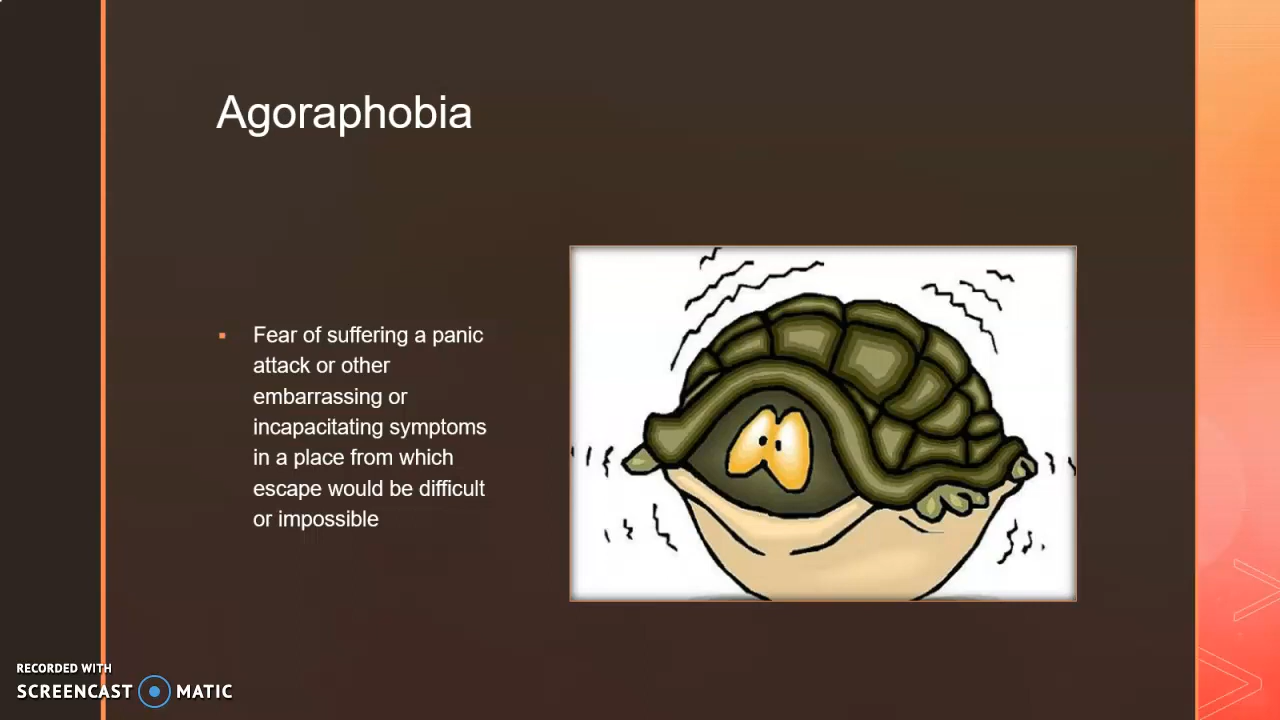 Agoraphobia
Fear of suffering a panic
attack or other
embarrassing or
incapacitating symptoms
in a place from which
escape would be difficult
or impossible
RECORDED WITH
SCREENCAST MATIC